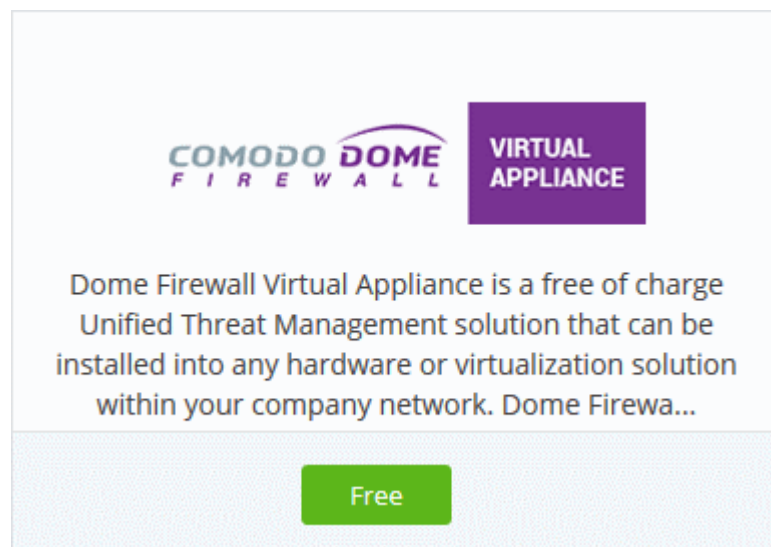 COMODO DOME
FIREWALL
VIRTUAL
APPLIANCE
Dome Firewall Virtual Appliance is a free of charge
Unified Threat Management solution that can be
installed into any hardware or virtualization solution
within your company network. Dome Firewa...
Free